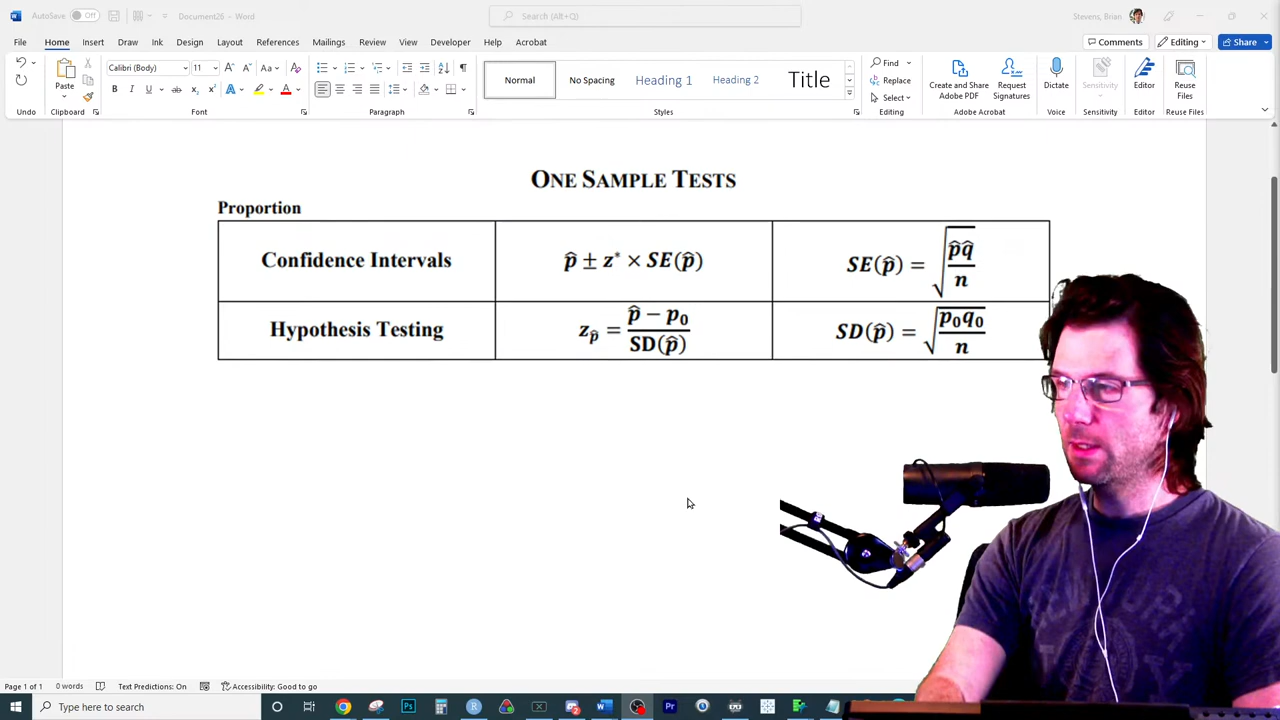 AutoSave Off Document26 - Word Search (Alt+Q) Stevens, Brian
File Home Insert Draw Ink Design Layout References Mailings Review View Developer Help Acrobat Comments Editing Share
Calibri (Body) 11 Normal No Spacing Heading 1 Heading 2 Title Find Replace Select
Paste Create and Share Adobe PDF Request Signatures Dictate Sensitivity Editor Reuse Files
Undo Clipboard Font Paragraph Styles Editing Adobe Acrobat Voice Sensitivity Editor Reuse Files
ONE SAMPLE TESTS
Proportion
Confidence Intervals p̂ ± z* × SE(p̂) SE(p̂) = √(p̂q̂/n)
Hypothesis Testing z_p̂ = (p̂ − p₀)/SD(p̂) SD(p̂) = √(p₀q₀/n)
Page 1 of 1 0 words Text Predictions: On Accessibility: Good to go
Type here to search